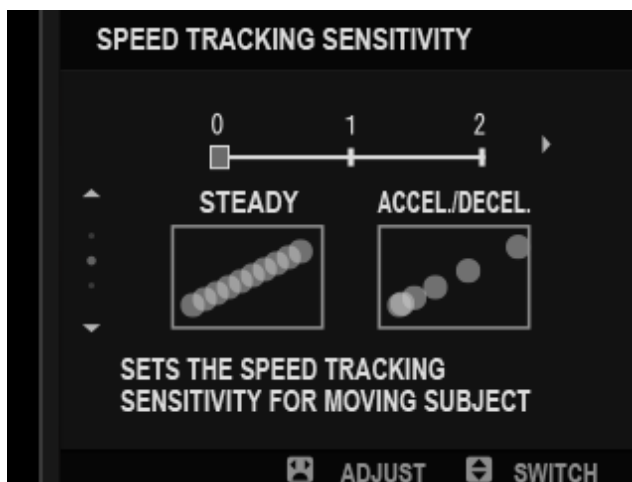 SPEED TRACKING SENSITIVITY
0 1 2
STEADY ACCEL./DECEL.
SETS THE SPEED TRACKING
SENSITIVITY FOR MOVING SUBJECT
ADJUST SWITCH